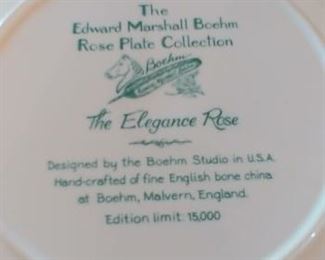 The
Edward Marshall Boehm
Rose Plate Collection
Boehm
The Elegance Rose
Designed by the Boehm Studio in U.S.A.
Hand-crafted of fine English bone china
at Boehm, Malvern, England.
Edition limit: 15,000